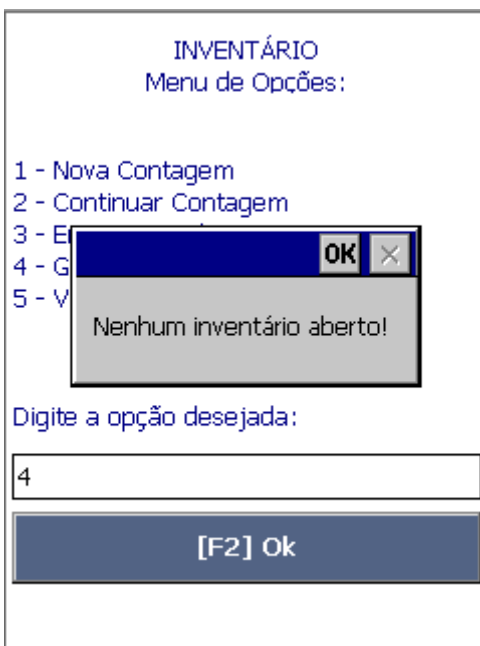 INVENTÁRIO
Menu de Opções:
1 - Nova Contagem
2 - Continuar Contagem
3 - E
4 - G
5 - V
OK
Nenhum inventário aberto!
Digite a opção desejada:
4
[F2] Ok